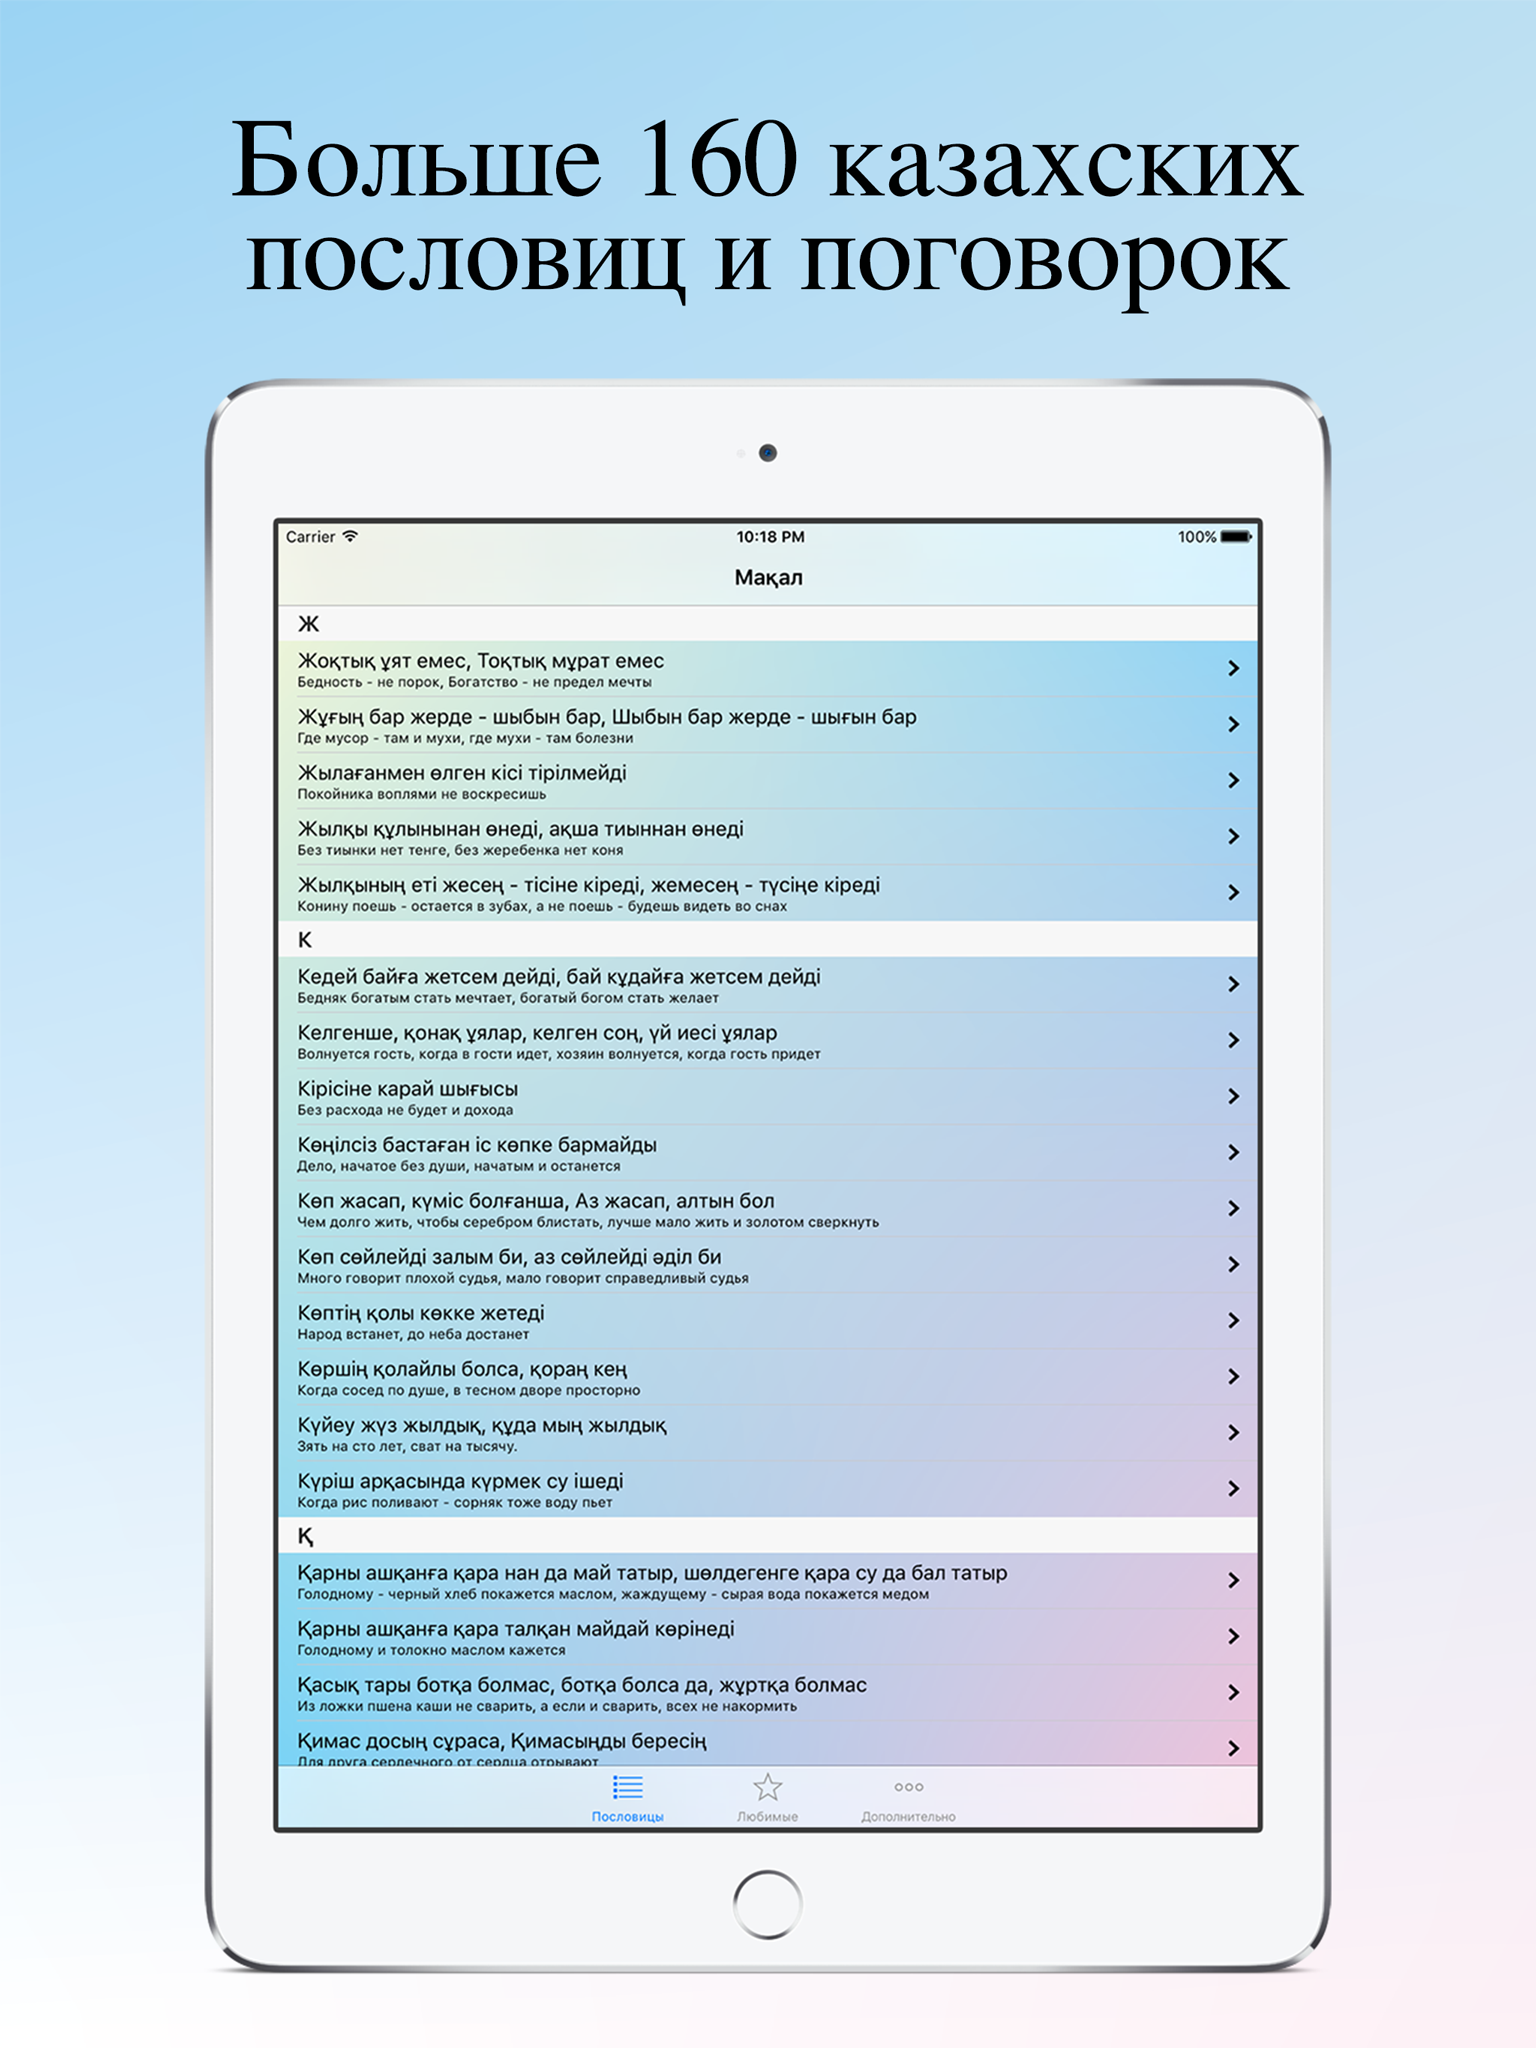 Больше 160 казахских
пословиц и поговорок
Carrier 10:18 PM 100%
Мақал
Ж
Жоқтық ұят емес, Тоқтық мұрат емес
Бедность - не порок, Богатство - не предел мечты
Жұғың бар жерде - шыбын бар, Шыбын бар жерде - шығын бар
Где мусор - там и мухи, где мухи - там болезни
Жылағанмен өлген кісі тірілмейді
Покойника воплями не воскресишь
Жылқы құлынынан өнеді, ақша тиыннан өнеді
Без тиынки нет тенге, без жеребенка нет коня
Жылқының еті жесең - тісіне кіреді, жемесең - түсіңе кіреді
Конину поешь - остается в зубах, а не поешь - будешь видеть во снах
К
Кедей байға жетсем дейді, бай құдайға жетсем дейді
Бедняк богатым стать мечтает, богатый богом стать желает
Келгенше, қонақ ұялар, келген соң, үй иесі ұялар
Волнуется гость, когда в гости идет, хозяин волнуется, когда гость придет
Кірісіне карай шығысы
Без расхода не будет и дохода
Көңілсіз бастаған іс көпке бармайды
Дело, начатое без души, начатым и останется
Көп жасап, күміс болғанша, Аз жасап, алтын бол
Чем долго жить, чтобы серебром блистать, лучше мало жить и золотом сверкнуть
Көп сөйлейді залым би, аз сөйлейді әділ би
Много говорит плохой судья, мало говорит справедливый судья
Көптің қолы көкке жетеді
Народ встанет, до неба достанет
Көршің қолайлы болса, қораң кең
Когда сосед по душе, в тесном дворе просторно
Күйеу жүз жылдық, құда мың жылдық
Зять на сто лет, сват на тысячу.
Күріш арқасында күрмек су ішеді
Когда рис поливают - сорняк тоже воду пьет
Қ
Қарны ашқанға қара нан да май татыр, шөлдегенге қара су да бал татыр
Голодному - черный хлеб покажется маслом, жаждущему - сырая вода покажется медом
Қарны ашқанға қара талқан майдай көрінеді
Голодному и толокно маслом кажется
Қасық тары ботқа болмас, ботқа болса да, жұртқа болмас
Из ложки пшена каши не сварить, а если и сварить, всех не накормить
Қимас досың сұраса, Қимасыңды бересің
Для друга сердечного от сердца отрывают
Пословицы Любимые Дополнительно